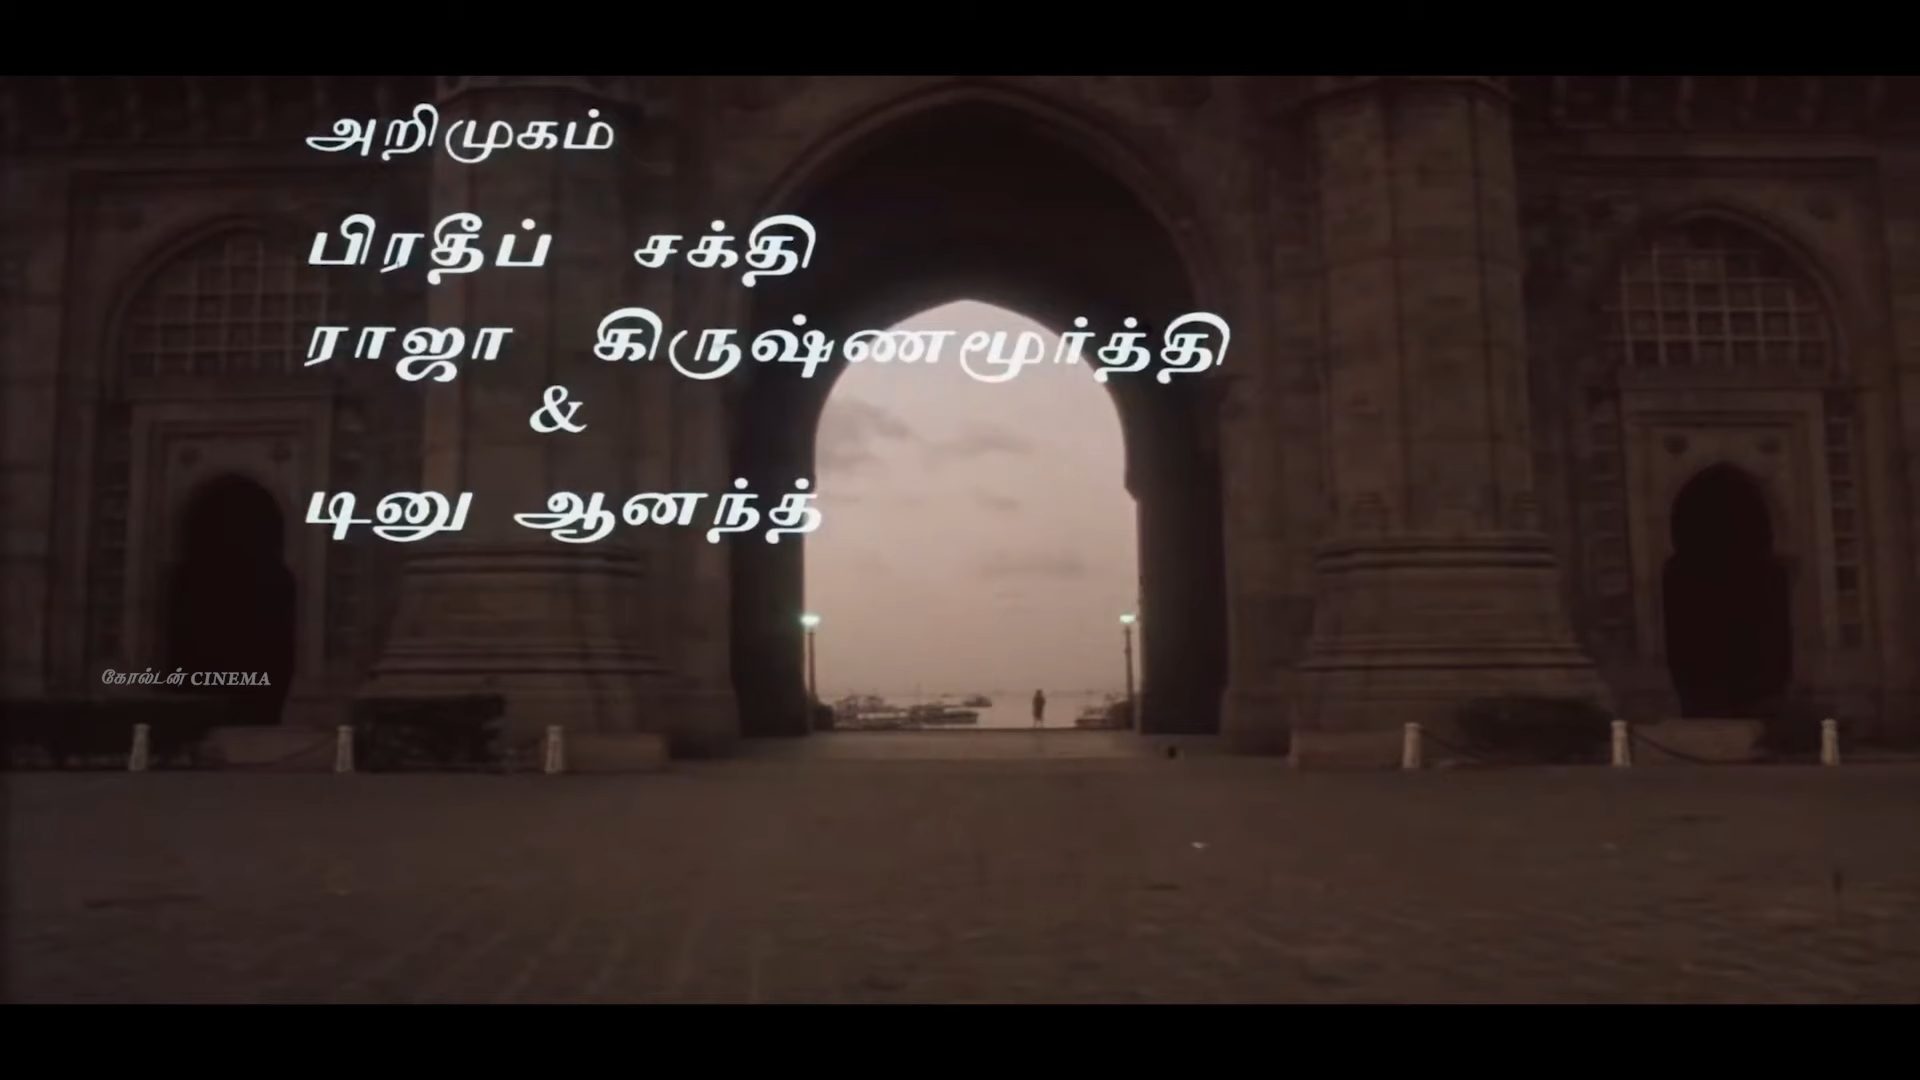 அறிமுகம்
பிரதீப் சக்தி
ராஜா கிருஷ்ணமூர்த்தி
&
டினு ஆனந்த்
கோல்டன் CINEMA